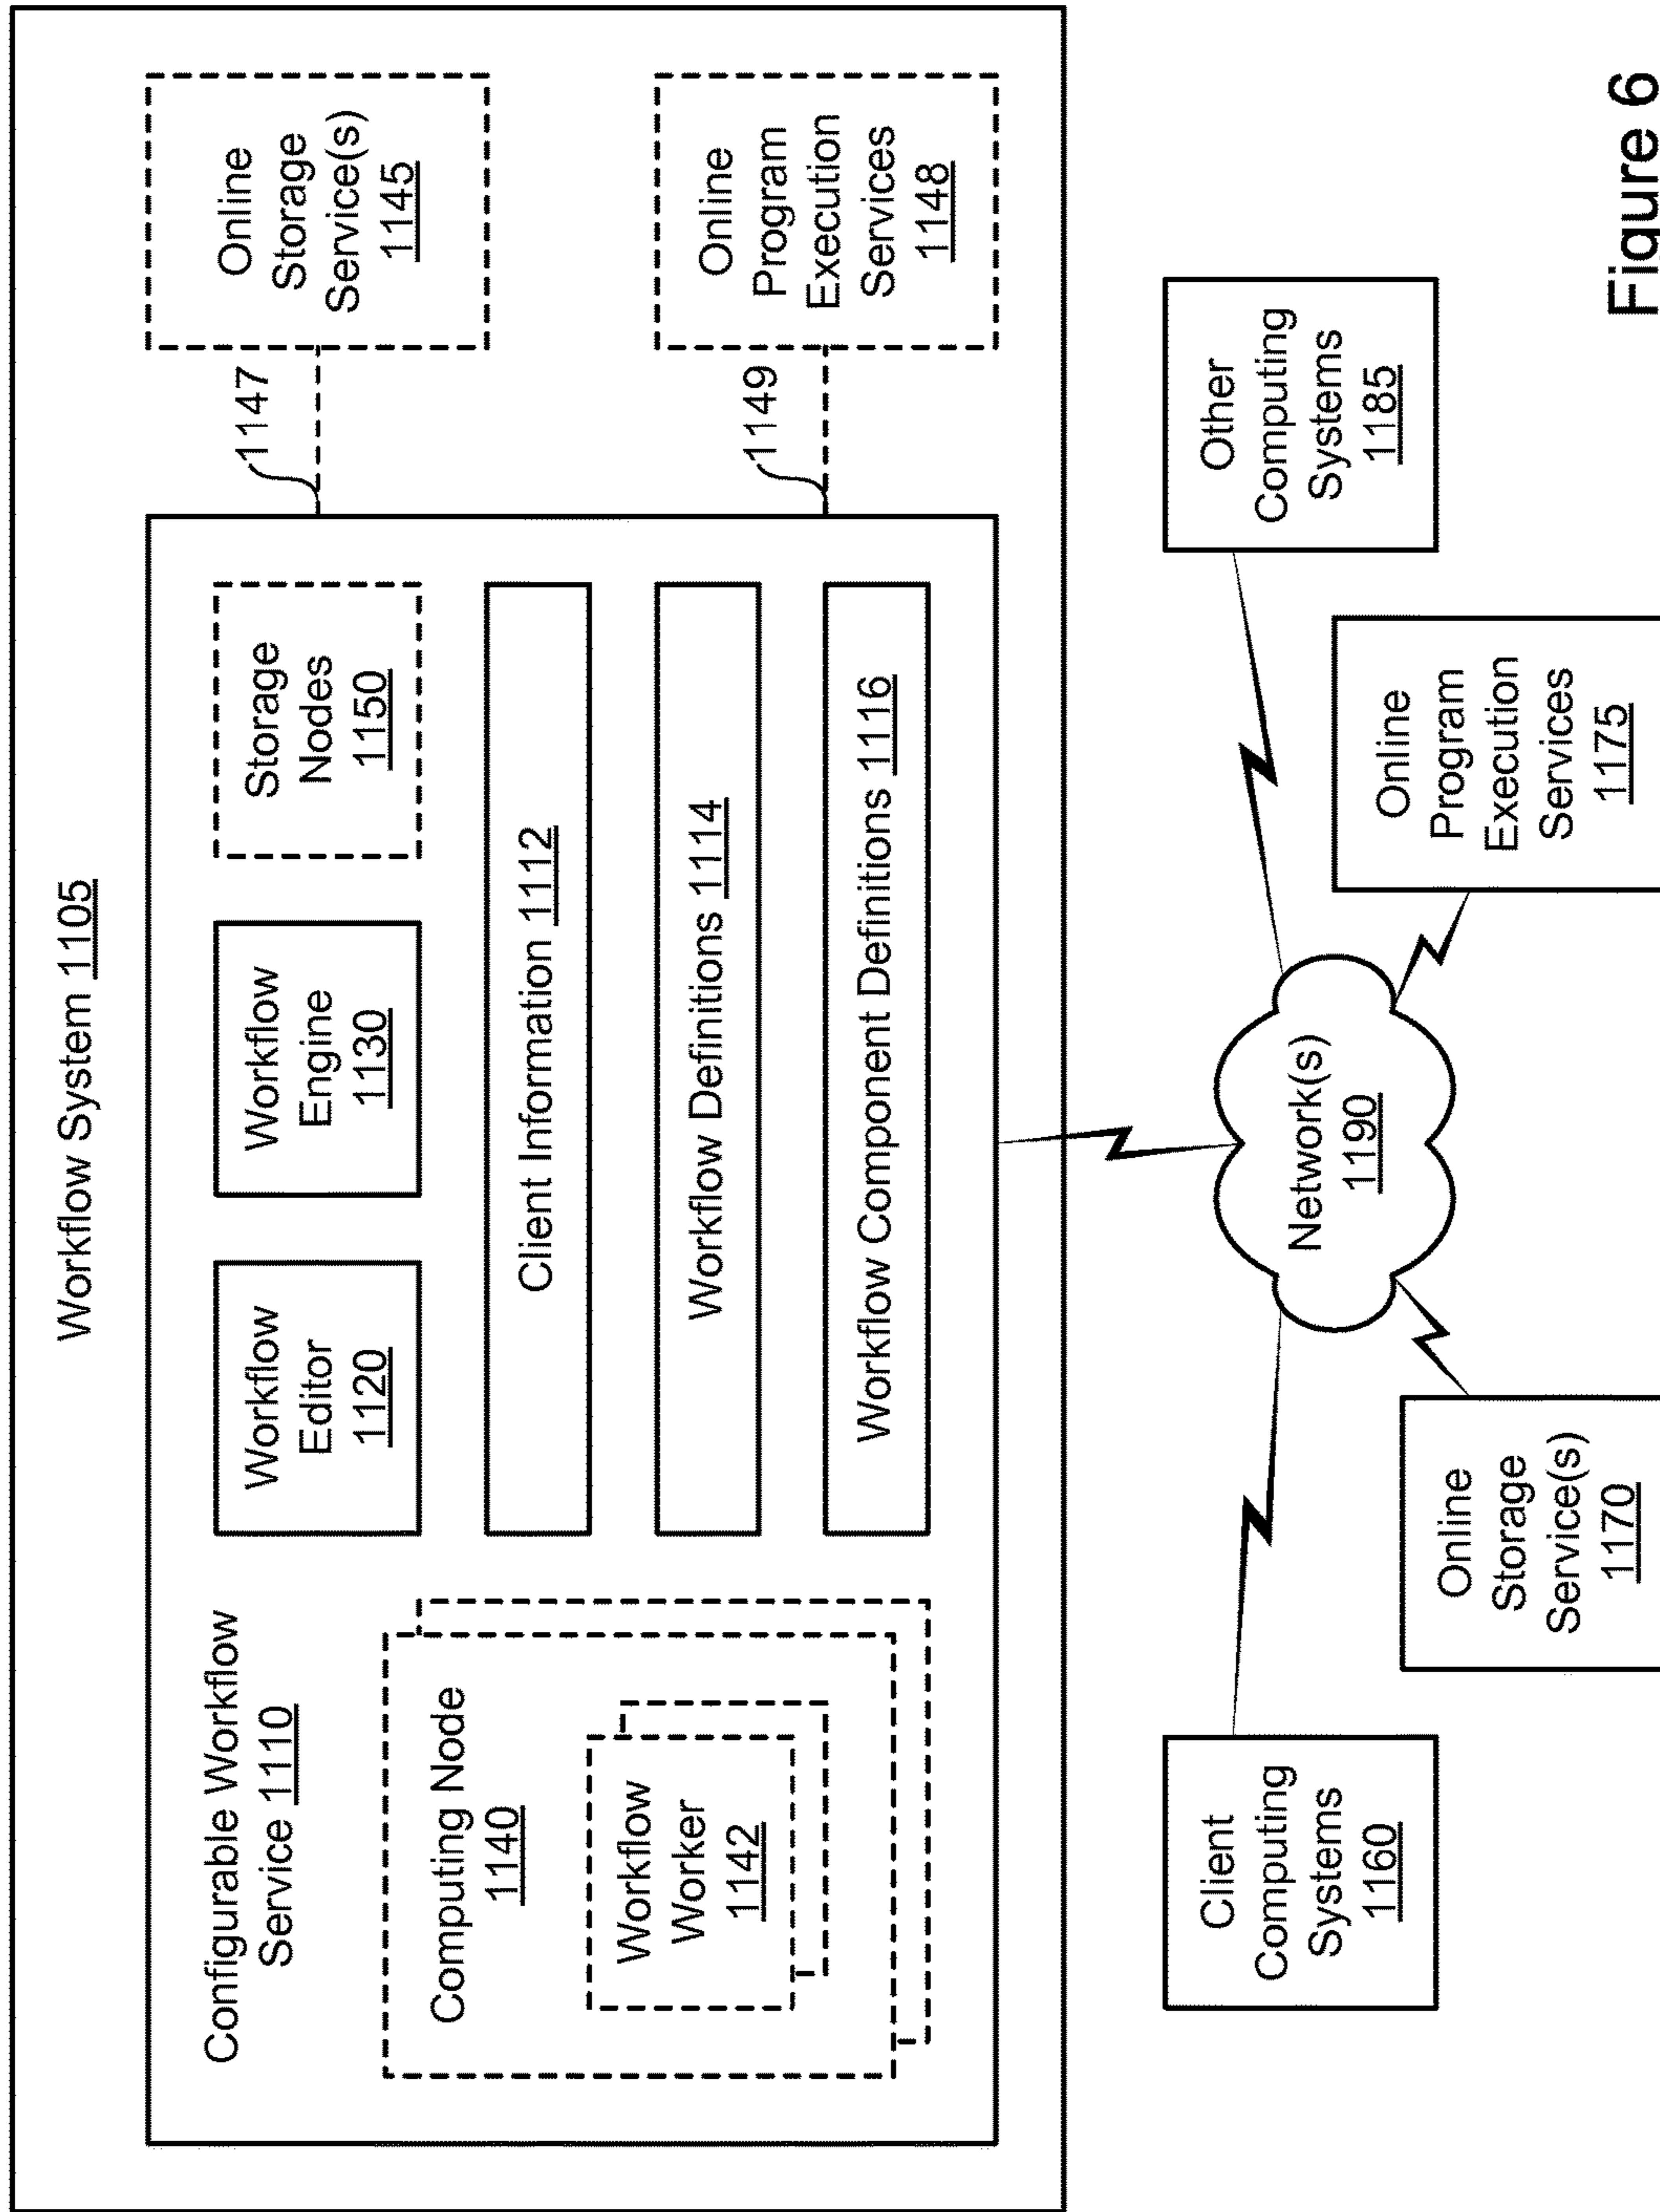 Workflow System 1105
Configurable Workflow
Service 1110
Computing Node
1140
Workflow
Worker
1142
Workflow
Editor
1120
Workflow
Engine
1130
Storage
Nodes
1150
Client Information 1112
Workflow Definitions 1114
Workflow Component Definitions 1116
1147
Online
Storage
Service(s)
1145
1149
Online
Program
Execution
Services
1148
Client
Computing
Systems
1160
Online
Storage
Service(s)
1170
Network(s)
1190
Online
Program
Execution
Services
1175
Other
Computing
Systems
1185
Figure 6